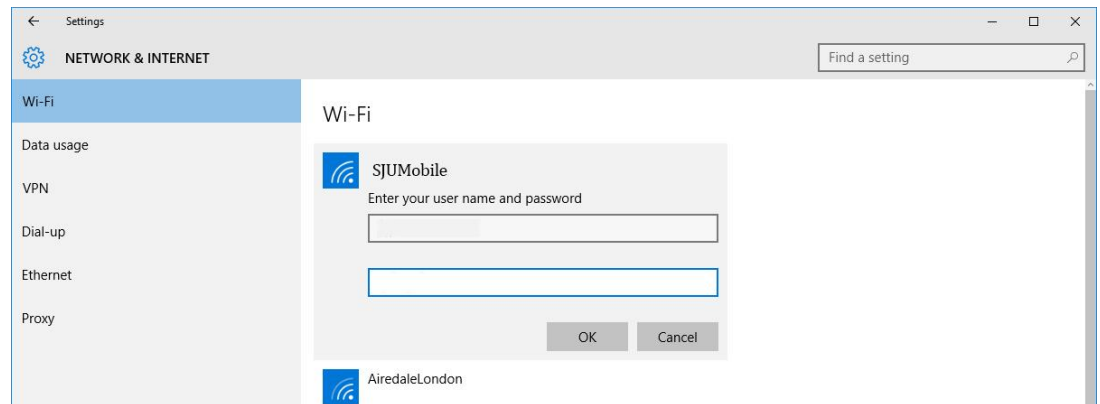 Settings
NETWORK & INTERNET
Find a setting
Wi-Fi
Data usage
VPN
Dial-up
Ethernet
Proxy
Wi-Fi
SJUMobile
Enter your user name and password
OK Cancel
AiredaleLondon